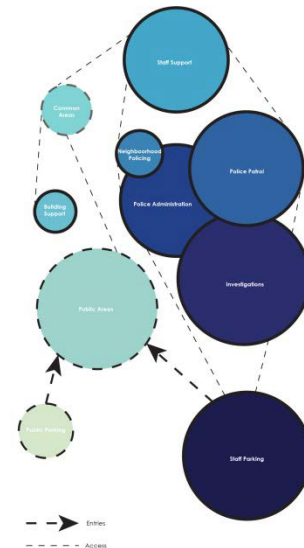 Staff Support
Common
Areas
Neighbourhood
Policing
Police Patrol
Police Administration
Building
Support
Investigations
Public Areas
Public Parking
Staff Parking
Entries
Access